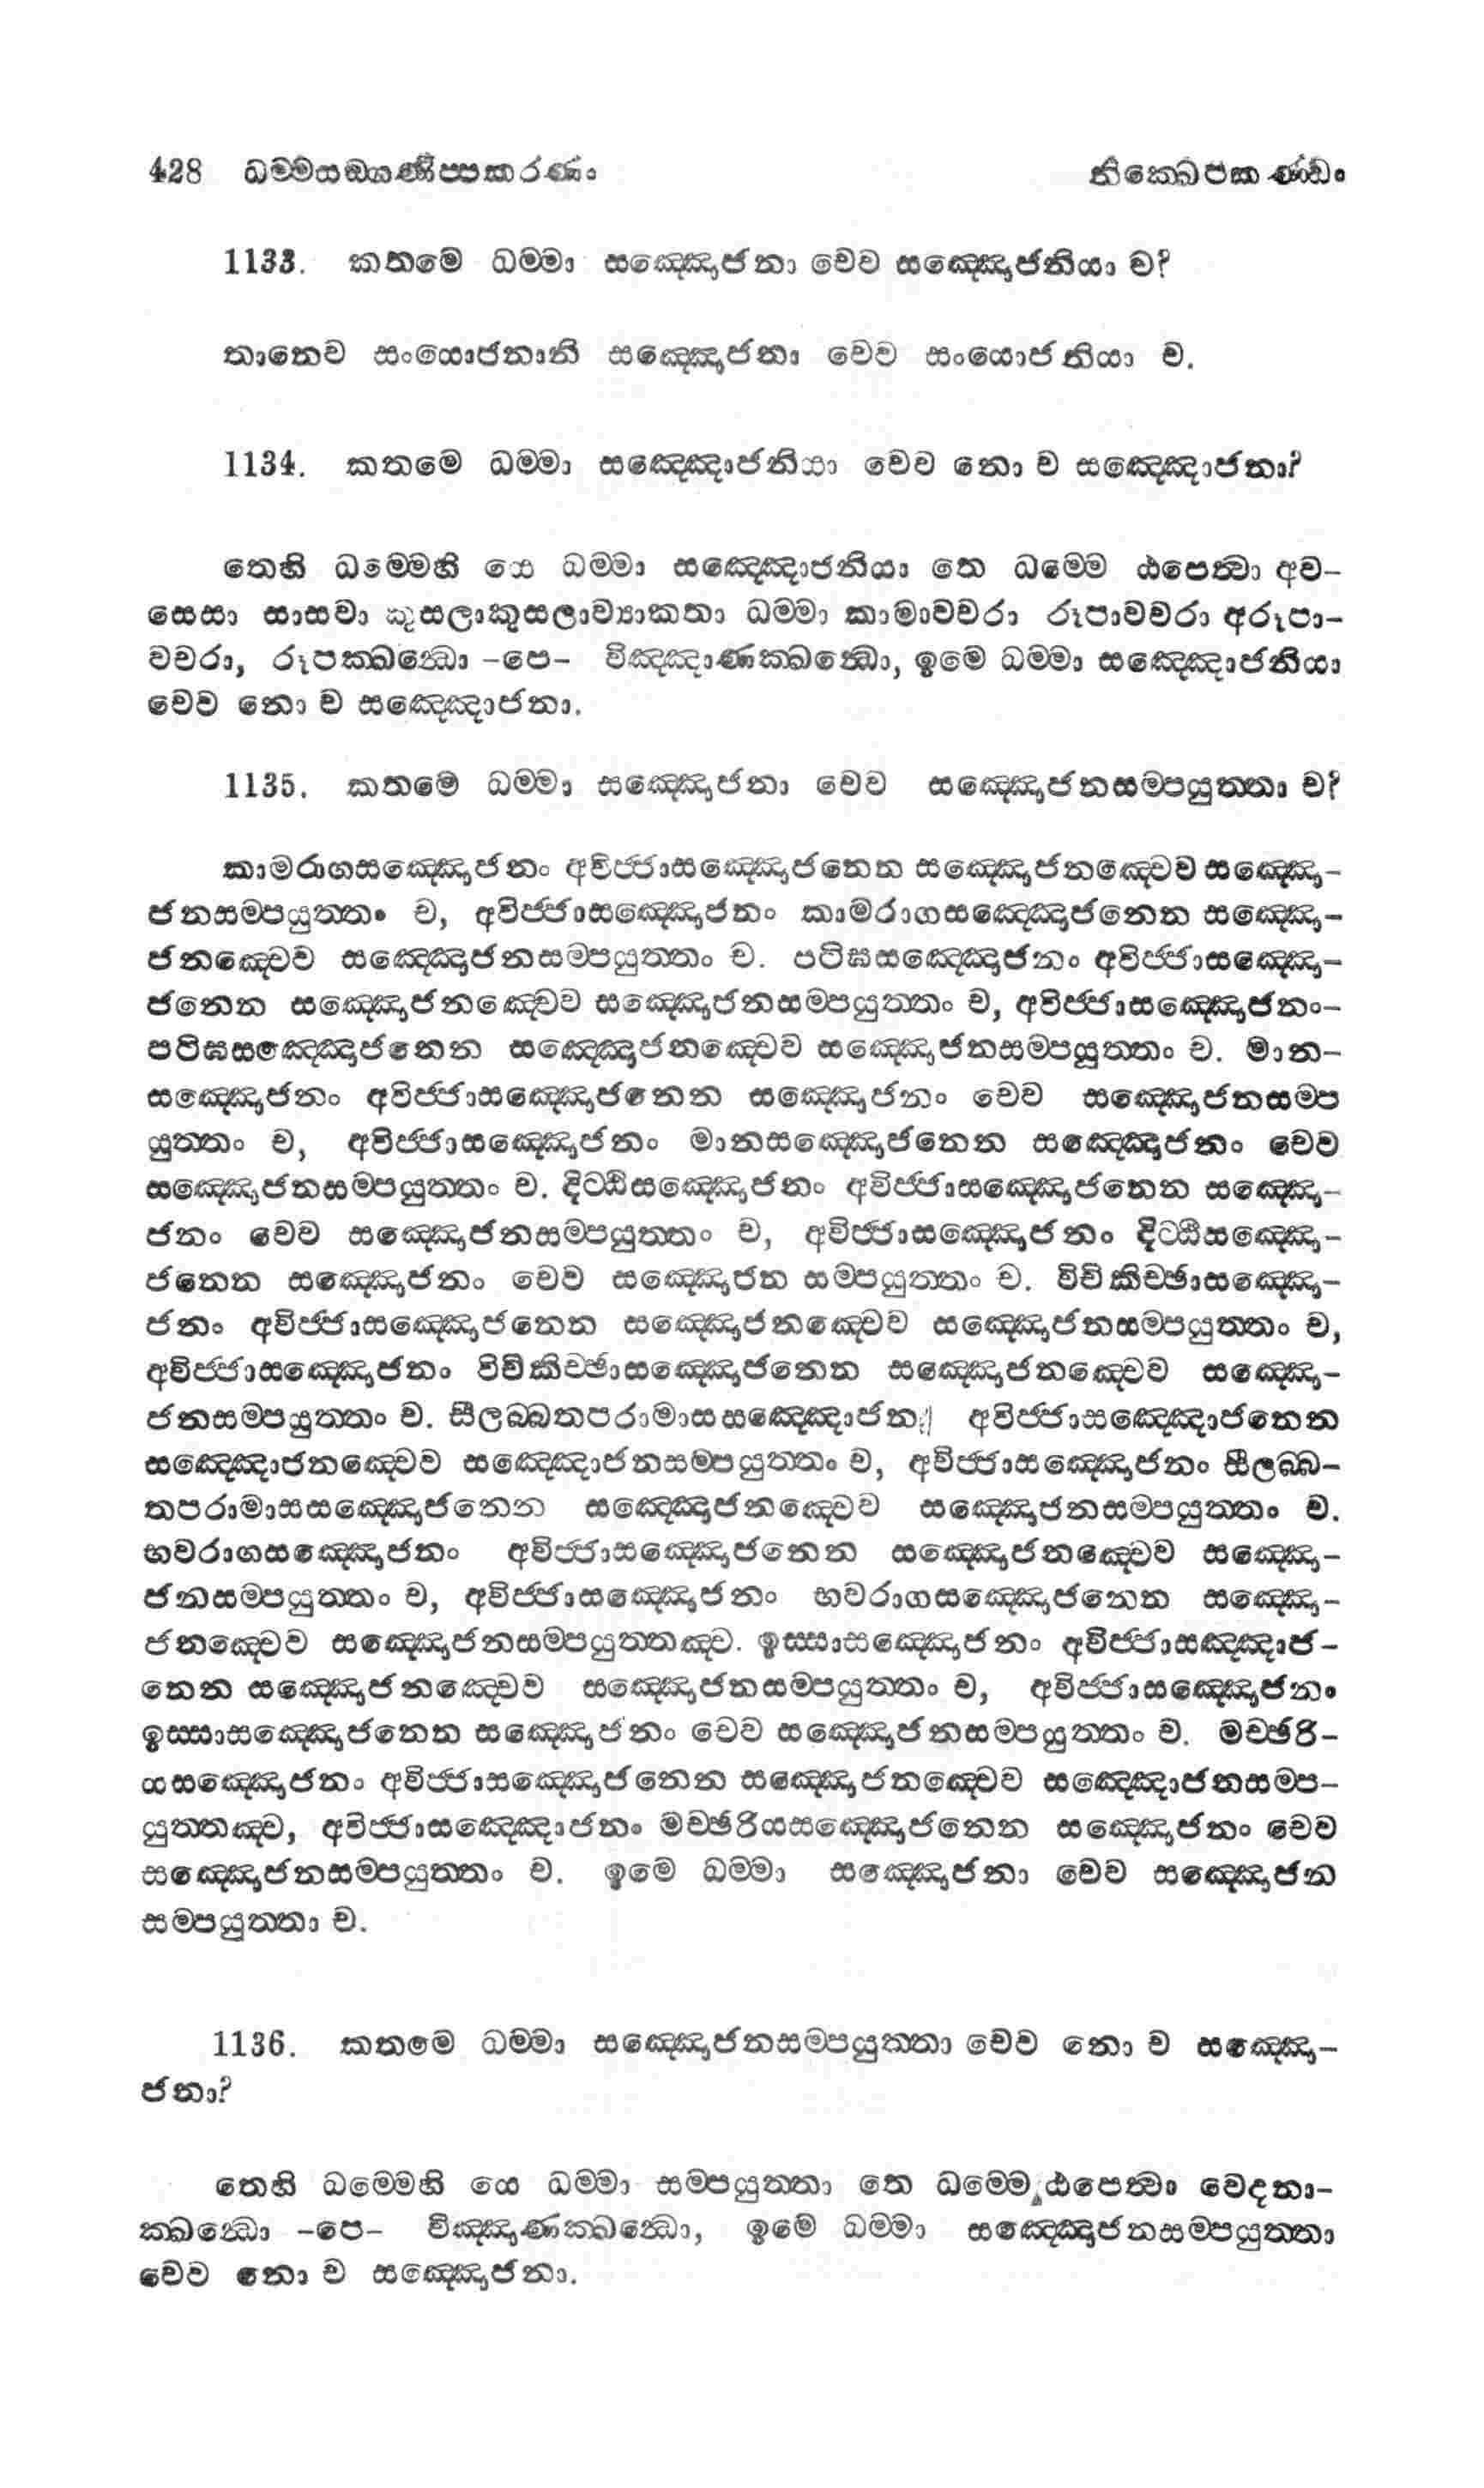 428 ධම්මසඞ්ගණිප්පකරණං නික්ඛෙපකණ්ඩං
1133. කතමෙ ධම්මා සඤ්ඤොජනා චෙව සඤ්ඤොජනියා ච?
තානෙව සංයොජනානි සඤ්ඤොජනා චෙව සංයොජනියා ච.
1134. කතමෙ ධම්මා සඤ්ඤොජනියා චෙව නො ච සඤ්ඤොජනා?
තෙහි ධම්මෙහි යෙ ධම්මා සඤ්ඤොජනියා තෙ ධම්මෙ ඨපෙත්වා අව-
සෙසා සාසවා කුසලාකුසලාව්‍යාකතා ධම්මා කාමාවචරා රූපාවචරා අරූපා-
වචරා, රූපක්ඛන්ධො -පෙ- විඤ්ඤාණක්ඛන්ධො, ඉමෙ ධම්මා සඤ්ඤොජනියා
චෙව නො ච සඤ්ඤොජනා.
1135. කතමෙ ධම්මා සඤ්ඤොජනා චෙව සඤ්ඤොජනසම්පයුත්තා ච?
කාමරාගසඤ්ඤොජනං අවිජ්ජාසඤ්ඤොජනෙන සඤ්ඤොජනඤ්චෙව සඤ්ඤො-
ජනසම්පයුත්තං ච, අවිජ්ජාසඤ්ඤොජනං කාමරාගසඤ්ඤොජනෙන සඤ්ඤො-
ජනඤ්චෙව සඤ්ඤොජනසම්පයුත්තං ච. පටිඝසඤ්ඤොජනං අවිජ්ජාසඤ්ඤො-
ජනෙන සඤ්ඤොජනඤ්චෙව සඤ්ඤොජනසම්පයුත්තං ච, අවිජ්ජාසඤ්ඤොජනං-
පටිඝසඤ්ඤොජනෙන සඤ්ඤොජනඤ්චෙව සඤ්ඤොජනසම්පයුත්තං ච. මාන-
සඤ්ඤොජනං අවිජ්ජාසඤ්ඤොජනෙන සඤ්ඤොජනං චෙව සඤ්ඤොජනසම්ප
යුත්තං ච, අවිජ්ජාසඤ්ඤොජනං මානසඤ්ඤොජනෙන සඤ්ඤොජනං චෙව
සඤ්ඤොජනසම්පයුත්තං ච. දිට්ඨිසඤ්ඤොජනං අවිජ්ජාසඤ්ඤොජනෙන සඤ්ඤො-
ජනං චෙව සඤ්ඤොජනසම්පයුත්තං ච, අවිජ්ජාසඤ්ඤොජනං දිට්ඨිසඤ්ඤො-
ජනෙන සඤ්ඤොජනං චෙව සඤ්ඤොජන සම්පයුත්තං ච. විචිකිච්ඡාසඤ්ඤො-
ජනං අවිජ්ජාසඤ්ඤොජනෙන සඤ්ඤොජනඤ්චෙව සඤ්ඤොජනසම්පයුත්තං ච,
අවිජ්ජාසඤ්ඤොජනං විචිකිච්ඡාසඤ්ඤොජනෙන සඤ්ඤොජනඤ්චෙව සඤ්ඤො-
ජනසම්පයුත්තං ච. සීලබ්බතපරාමාසසඤ්ඤොජනං අවිජ්ජාසඤ්ඤොජනෙන
සඤ්ඤොජනඤ්චෙව සඤ්ඤොජනසම්පයුත්තං ච, අවිජ්ජාසඤ්ඤොජනං සීලබ්බ-
තපරාමාසසඤ්ඤොජනෙන සඤ්ඤොජනඤ්චෙව සඤ්ඤොජනසම්පයුත්තං ච.
භවරාගසඤ්ඤොජනං අවිජ්ජාසඤ්ඤොජනෙන සඤ්ඤොජනඤ්චෙව සඤ්ඤො-
ජනසම්පයුත්තං ච, අවිජ්ජාසඤ්ඤොජනං භවරාගසඤ්ඤොජනෙන සඤ්ඤො-
ජනඤ්චෙව සඤ්ඤොජනසම්පයුත්තඤ්ච. ඉස්සාසඤ්ඤොජනං අවිජ්ජාසඤ්ඤාජ-
නෙන සඤ්ඤොජනඤ්චෙව සඤ්ඤොජනසම්පයුත්තං ච, අවිජ්ජාසඤ්ඤොජනං
ඉස්සාසඤ්ඤොජනෙන සඤ්ඤොජනං චෙව සඤ්ඤොජනසම්පයුත්තං ච. මච්ඡරි-
යසඤ්ඤොජනං අවිජ්ජාසඤ්ඤොජනෙන සඤ්ඤොජනඤ්චෙව සඤ්ඤොජනසම්ප-
යුත්තඤ්ච, අවිජ්ජාසඤ්ඤොජනං මච්ඡරියසඤ්ඤොජනෙන සඤ්ඤොජනං චෙව
සඤ්ඤොජනසම්පයුත්තං ච. ඉමෙ ධම්මා සඤ්ඤොජනා චෙව සඤ්ඤොජන
සම්පයුත්තා ච.
1136. කතමෙ ධම්මා සඤ්ඤොජනසම්පයුත්තා චෙව නො ච සඤ්ඤො-
ජනා?
තෙහි ධම්මෙහි යෙ ධම්මා සම්පයුත්තා තෙ ධම්මෙ ඨපෙත්වා වෙදනා-
ක්ඛන්ධො -පෙ- විඤ්ඤාණක්ඛන්ධො, ඉමෙ ධම්මා සඤ්ඤොජනසම්පයුත්තා
චෙව නො ච සඤ්ඤොජනා.